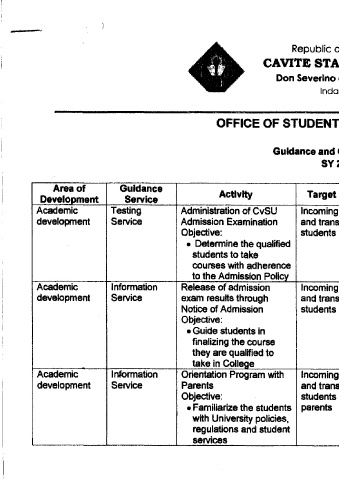 Republic
CAVITE STA
Don Severino
Inda
OFFICE OF STUDENT
Guidance and
SY 2
Area of Development
Guidance Service
Activity
Target
Academic development
Testing Service
Administration of CvSU
Admission Examination
Objective:
• Determine the qualified
students to take
courses with adherence
to the Admission Policy
Incoming
and trans
students
Academic development
Information Service
Release of admission
exam results through
Notice of Admission
Objective:
• Guide students in
finalizing the course
they are qualified to
take in College
Incoming
and trans
students
Academic development
Information Service
Orientation Program with
Parents
Objective:
• Familiarize the students
with University policies,
regulations and student
services
Incoming
and trans
students
parents